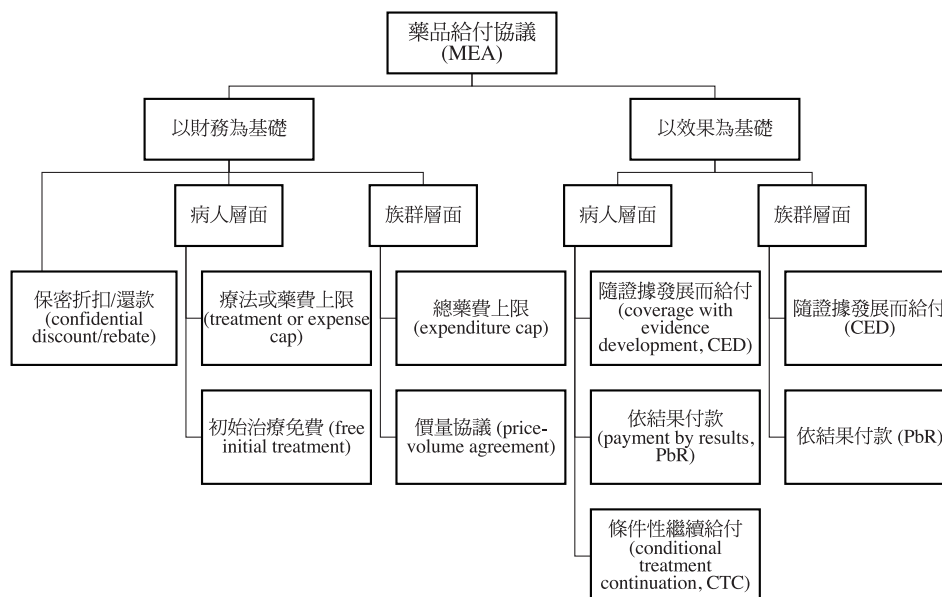 藥品給付協議
(MEA)
以財務為基礎
以效果為基礎
病人層面
族群層面
病人層面
族群層面
保密折扣/還款
(confidential
discount/rebate)
療法或藥費上限
(treatment or expense
cap)
總藥費上限
(expenditure cap)
隨證據發展而給付
(coverage with
evidence
development, CED)
隨證據發展而給付
(CED)
初始治療免費 (free
initial treatment)
價量協議 (price-
volume agreement)
依結果付款
(payment by results,
PbR)
依結果付款 (PbR)
條件性繼續給付
(conditional
treatment
continuation, CTC)